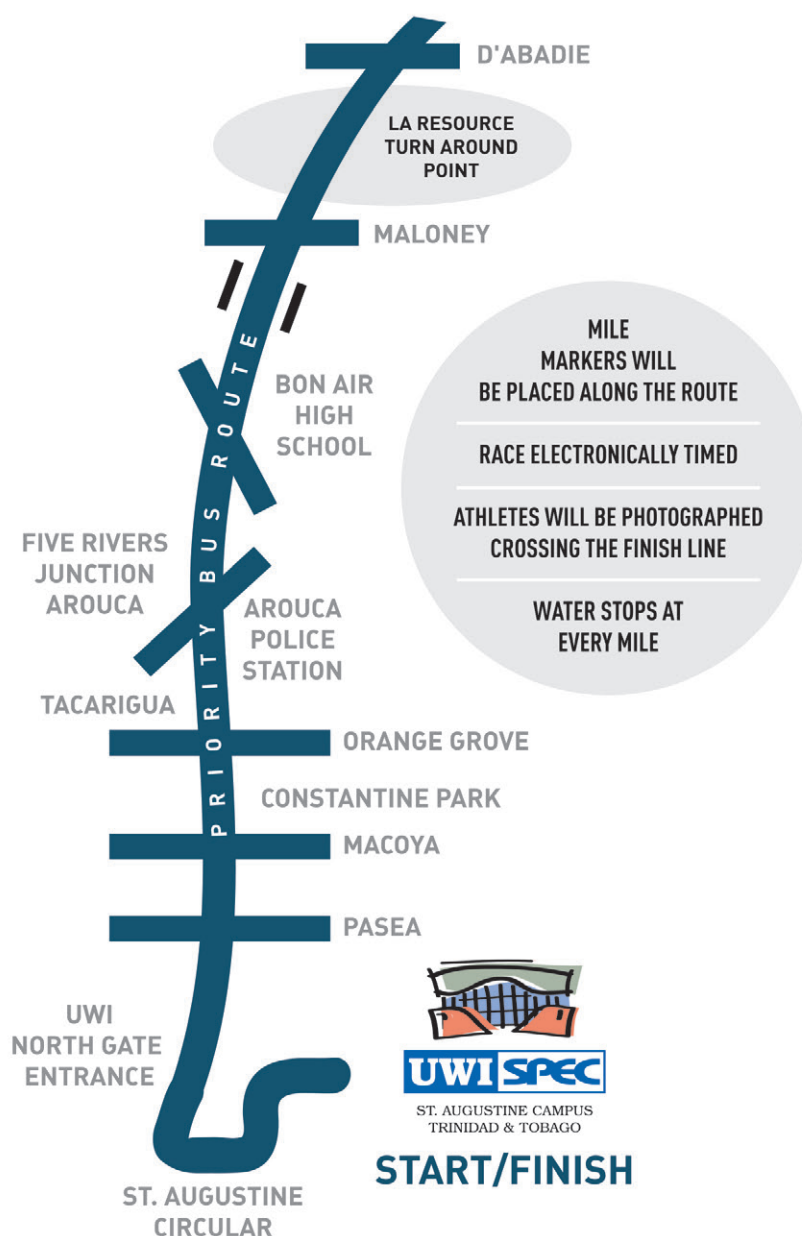 D'ABADIE
LA RESOURCE
TURN AROUND
POINT
MALONEY
MILE
MARKERS WILL
BE PLACED ALONG THE ROUTE
RACE ELECTRONICALLY TIMED
ATHLETES WILL BE PHOTOGRAPHED
CROSSING THE FINISH LINE
WATER STOPS AT
EVERY MILE
PRIORITY BUS ROUTE
BON AIR
HIGH
SCHOOL
FIVE RIVERS
JUNCTION
AROUCA
AROUCA
POLICE
STATION
TACARIGUA
ORANGE GROVE
CONSTANTINE PARK
MACOYA
PASEA
UWI
NORTH GATE
ENTRANCE
UWI SPEC
ST. AUGUSTINE CAMPUS
TRINIDAD & TOBAGO
START/FINISH
ST. AUGUSTINE
CIRCULAR